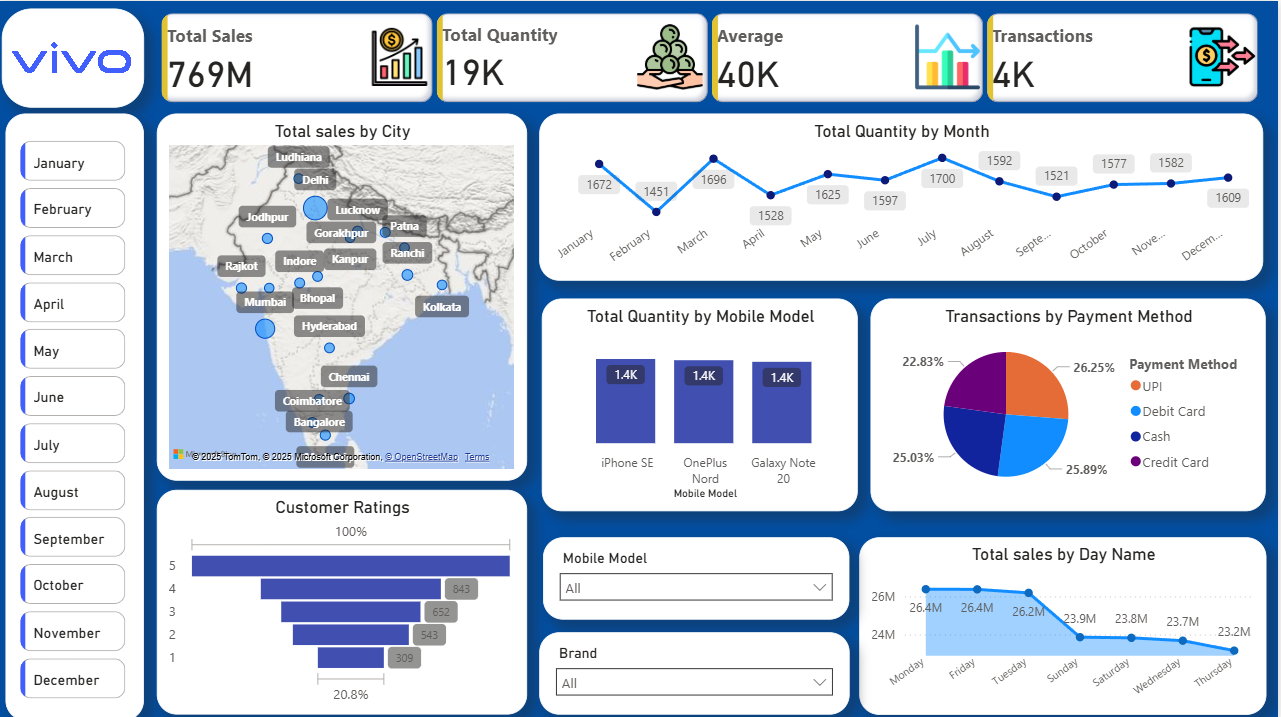 vivo
Total Sales
769M
Total Quantity
19K
Average
40K
Transactions
4K
January
February
March
April
May
June
July
August
September
October
November
December
Total sales by City
Ludhiana
Delhi
Jodhpur
Lucknow
Gorakhpur
Patna
Rajkot
Indore
Kanpur
Ranchi
Mumbai
Bhopal
Kolkata
Hyderabad
Chennai
Coimbatore
Bangalore
© 2025 TomTom, © 2025 Microsoft Corporation, © OpenStreetMap Terms
Total Quantity by Month
1672
1451
1696
1528
1625
1597
1700
1592
1521
1577
1582
1609
January
February
March
April
May
June
July
August
Septe...
October
Nove...
Decem...
Total Quantity by Mobile Model
1.4K
1.4K
1.4K
iPhone SE
OnePlus
Nord
Galaxy Note
20
Mobile Model
Transactions by Payment Method
22.83%
26.25%
25.03%
25.89%
Payment Method
UPI
Debit Card
Cash
Credit Card
Customer Ratings
100%
5
4
843
3
652
2
543
1
309
20.8%
Mobile Model
All
Brand
All
Total sales by Day Name
26M
24M
26.4M
26.4M
26.2M
23.9M
23.8M
23.7M
23.2M
Monday
Friday
Tuesday
Sunday
Saturday
Wednesday
Thursday